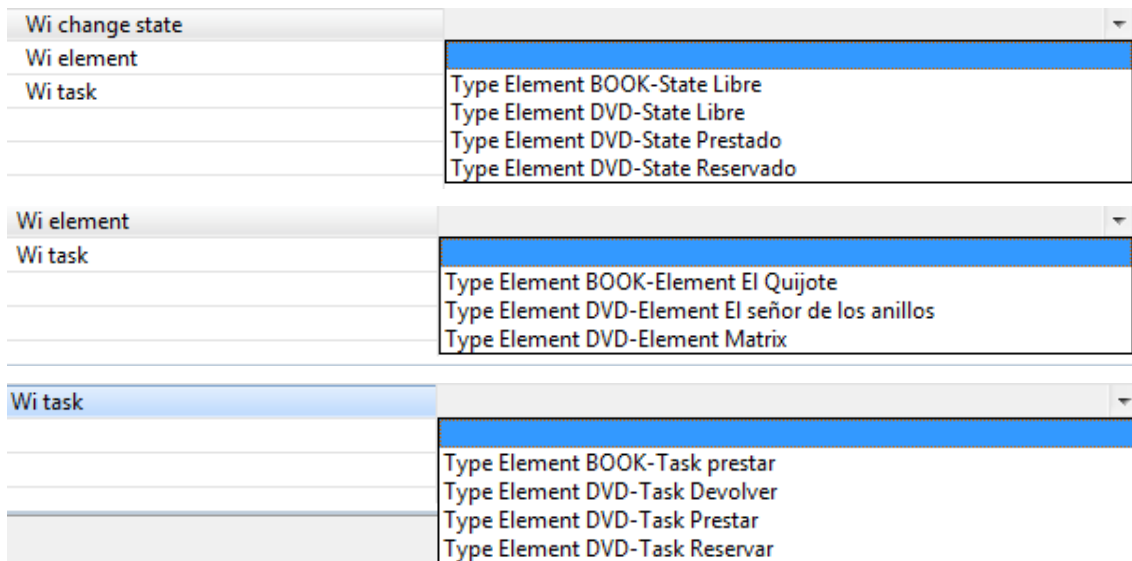 Wi change state
Wi element
Wi task
Type Element BOOK-State Libre
Type Element DVD-State Libre
Type Element DVD-State Prestado
Type Element DVD-State Reservado
Wi element
Wi task
Type Element BOOK-Element El Quijote
Type Element DVD-Element El señor de los anillos
Type Element DVD-Element Matrix
Wi task
Type Element BOOK-Task prestar
Type Element DVD-Task Devolver
Type Element DVD-Task Prestar
Type Element DVD-Task Reservar